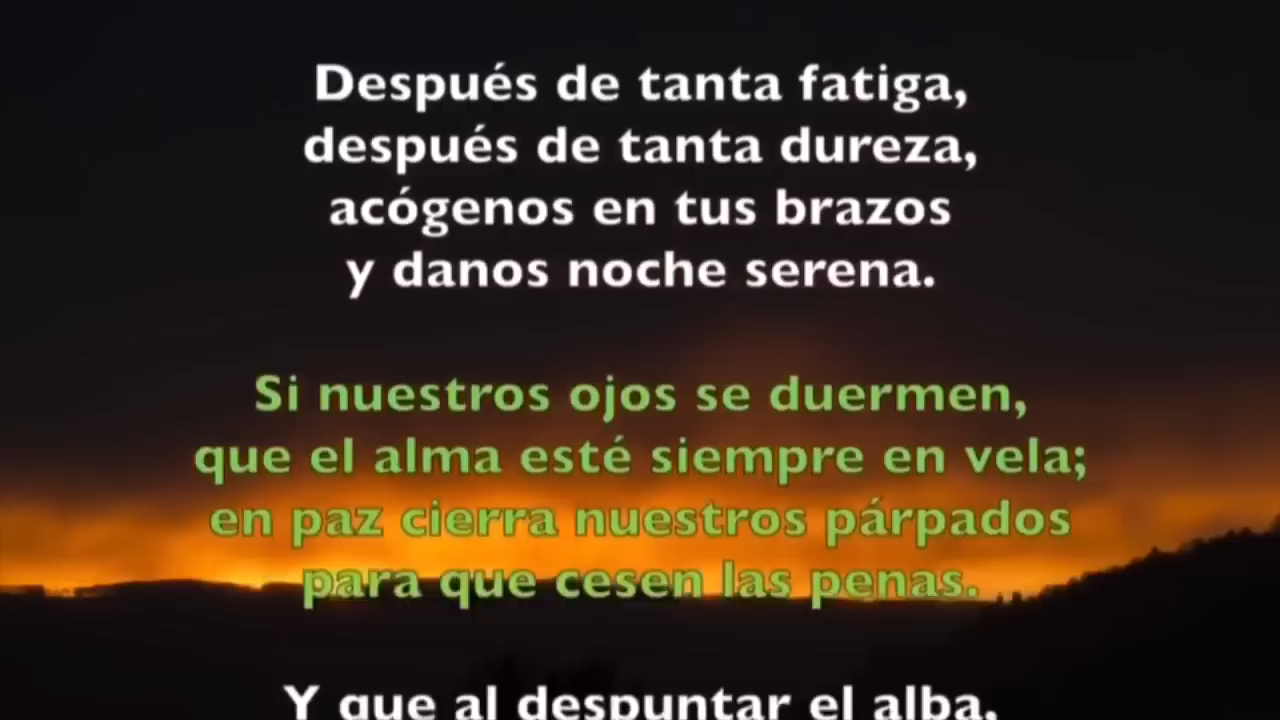 Después de tanta fatiga,
después de tanta dureza,
acógenos en tus brazos
y danos noche serena.
Si nuestros ojos se duermen,
que el alma esté siempre en vela;
en paz cierra nuestros párpados
para que cesen las penas.
Y que al despuntar el alba,